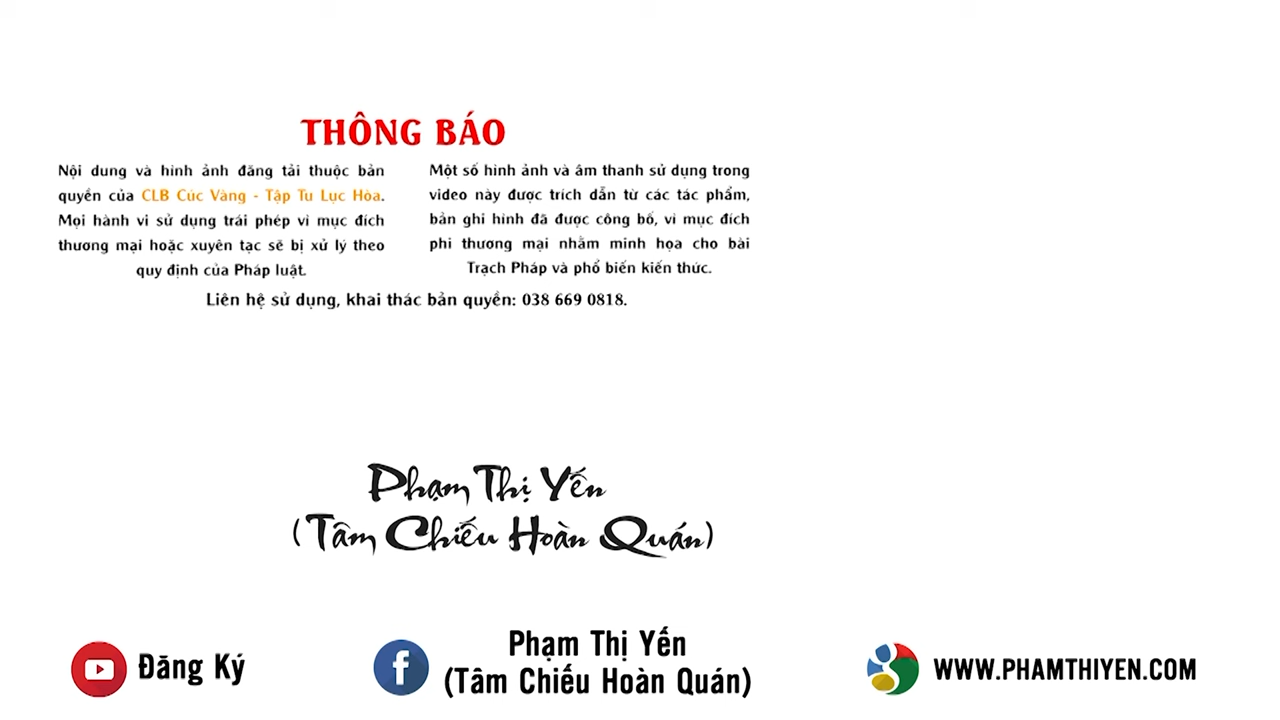 THÔNG BÁO
Nội dung và hình ảnh đăng tải thuộc bản
quyền của CLB Cúc Vàng - Tập Tu Lục Hòa.
Mọi hành vi sử dụng trái phép vì mục đích
thương mại hoặc xuyên tạc sẽ bị xử lý theo
quy định của Pháp luật.
Một số hình ảnh và âm thanh sử dụng trong
video này được trích dẫn từ các tác phẩm,
bản ghi hình đã được công bố, vì mục đích
phi thương mại nhằm minh họa cho bài
Trạch Pháp và phổ biến kiến thức.
Liên hệ sử dụng, khai thác bản quyền: 038 669 0818.
Phạm Thị Yến
(Tâm Chiếu Hoàn Quán)
Đăng Ký
Phạm Thị Yến
(Tâm Chiếu Hoàn Quán)
WWW.PHAMTHIYEN.COM